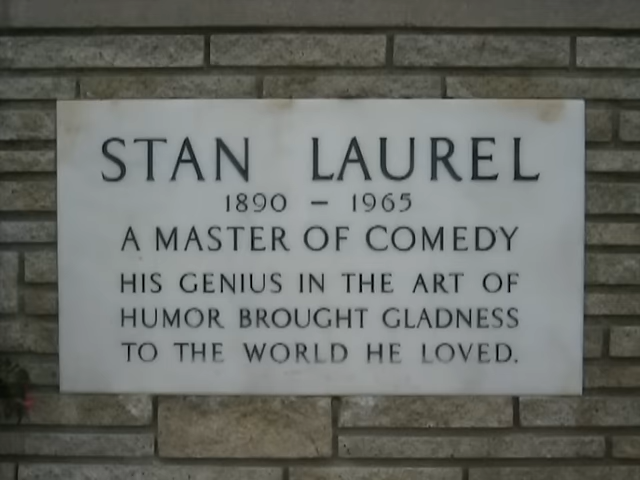 STAN LAUREL
1890 – 1965
A MASTER OF COMEDY
HIS GENIUS IN THE ART OF
HUMOR BROUGHT GLADNESS
TO THE WORLD HE LOVED.